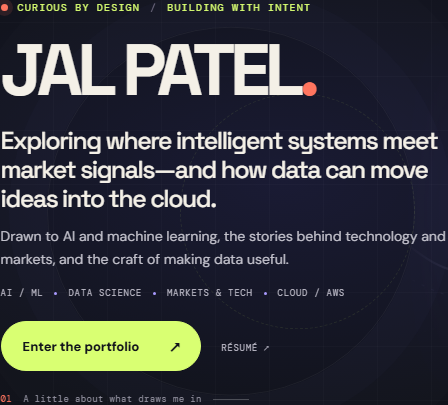 CURIOUS BY DESIGN / BUILDING WITH INTENT
JAL PATEL.
Exploring where intelligent systems meet
market signals—and how data can move
ideas into the cloud.
Drawn to AI and machine learning, the stories behind technology and
markets, and the craft of making data useful.
AI / ML • DATA SCIENCE • MARKETS & TECH • CLOUD / AWS
Enter the portfolio ↗ RÉSUMÉ ↗
01 A little about what draws me in